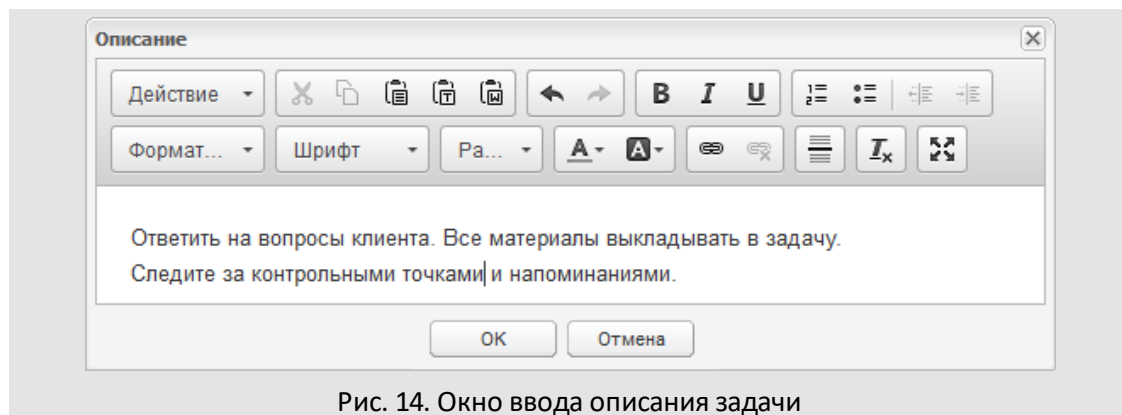 Описание
Действие
B I U
Формат... Шрифт Ра... A A
Ответить на вопросы клиента. Все материалы выкладывать в задачу.
Следите за контрольными точками и напоминаниями.
ОК Отмена
Рис. 14. Окно ввода описания задачи